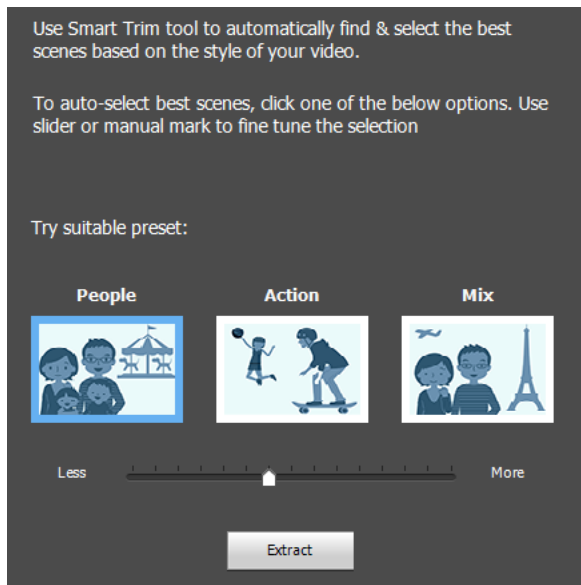 Use Smart Trim tool to automatically find & select the best
scenes based on the style of your video.
To auto-select best scenes, click one of the below options. Use
slider or manual mark to fine tune the selection
Try suitable preset:
People Action Mix
Less More
Extract